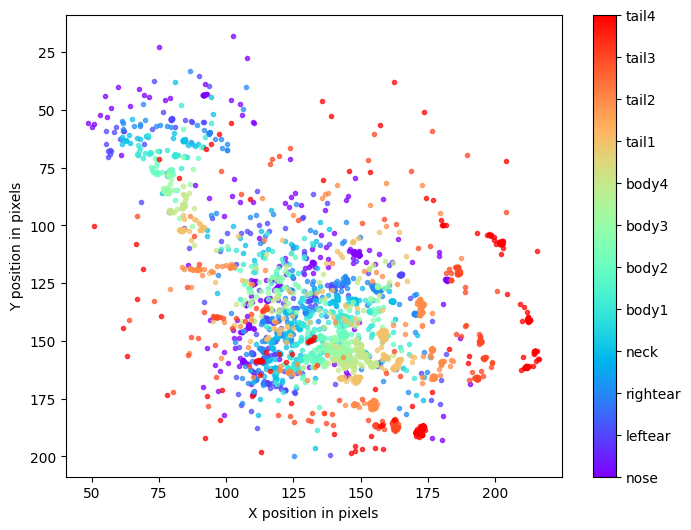 25
50
75
100
125
150
175
200
Y position in pixels
50
75
100
125
150
175
200
X position in pixels
tail4
tail3
tail2
tail1
body4
body3
body2
body1
neck
rightear
leftear
nose